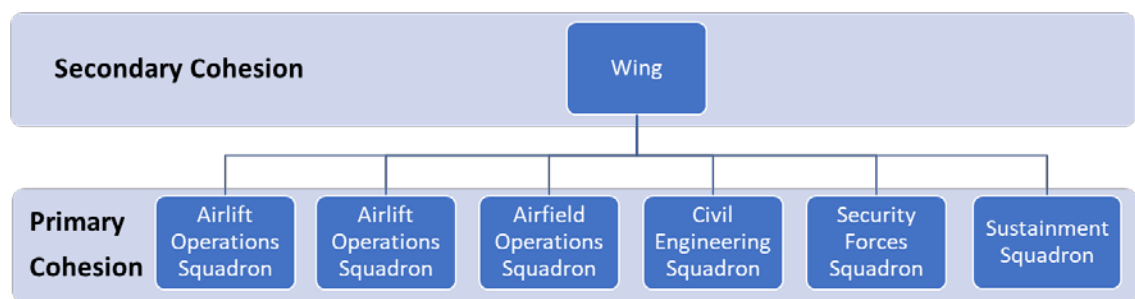 Secondary Cohesion
Wing
Primary
Cohesion
Airlift
Operations
Squadron
Airlift
Operations
Squadron
Airfield
Operations
Squadron
Civil
Engineering
Squadron
Security
Forces
Squadron
Sustainment
Squadron